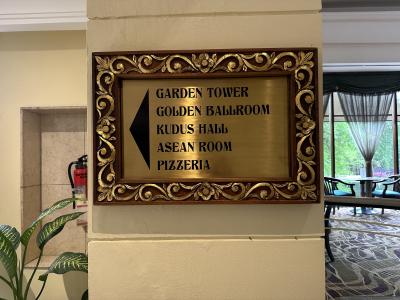 GARDEN TOWER
GOLDEN BALLROOM
KUDUS HALL
ASEAN ROOM
PIZZERIA